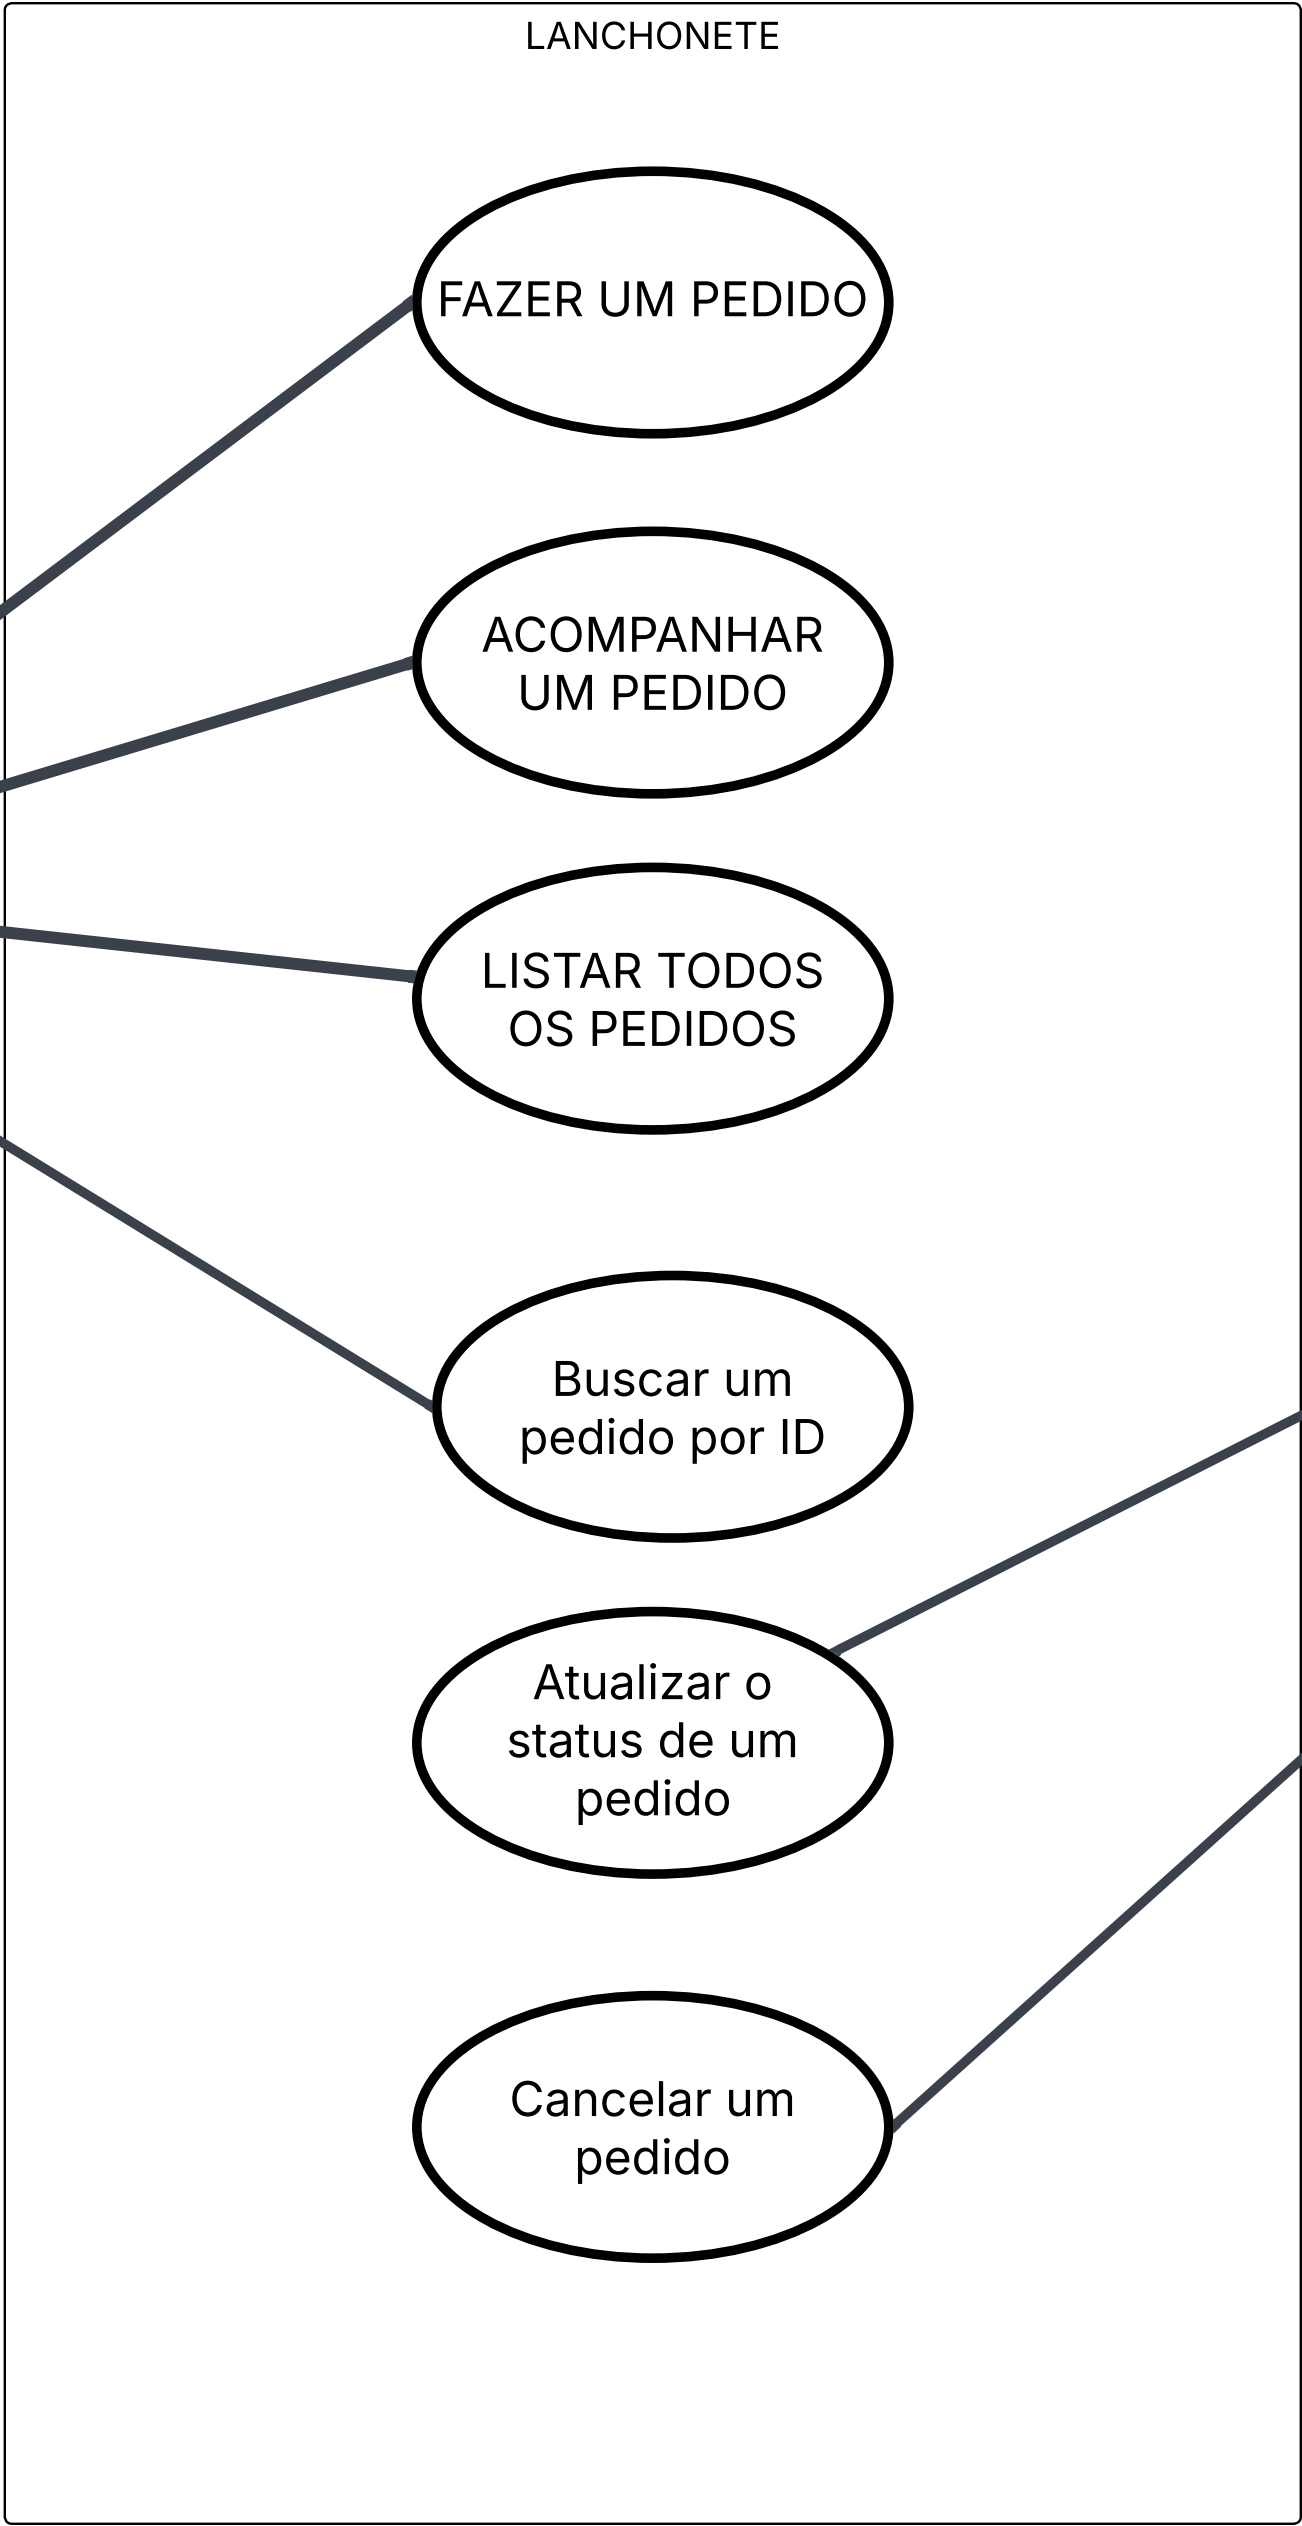 LANCHONETE
FAZER UM PEDIDO
ACOMPANHAR
UM PEDIDO
LISTAR TODOS
OS PEDIDOS
Buscar um
pedido por ID
Atualizar o
status de um
pedido
Cancelar um
pedido